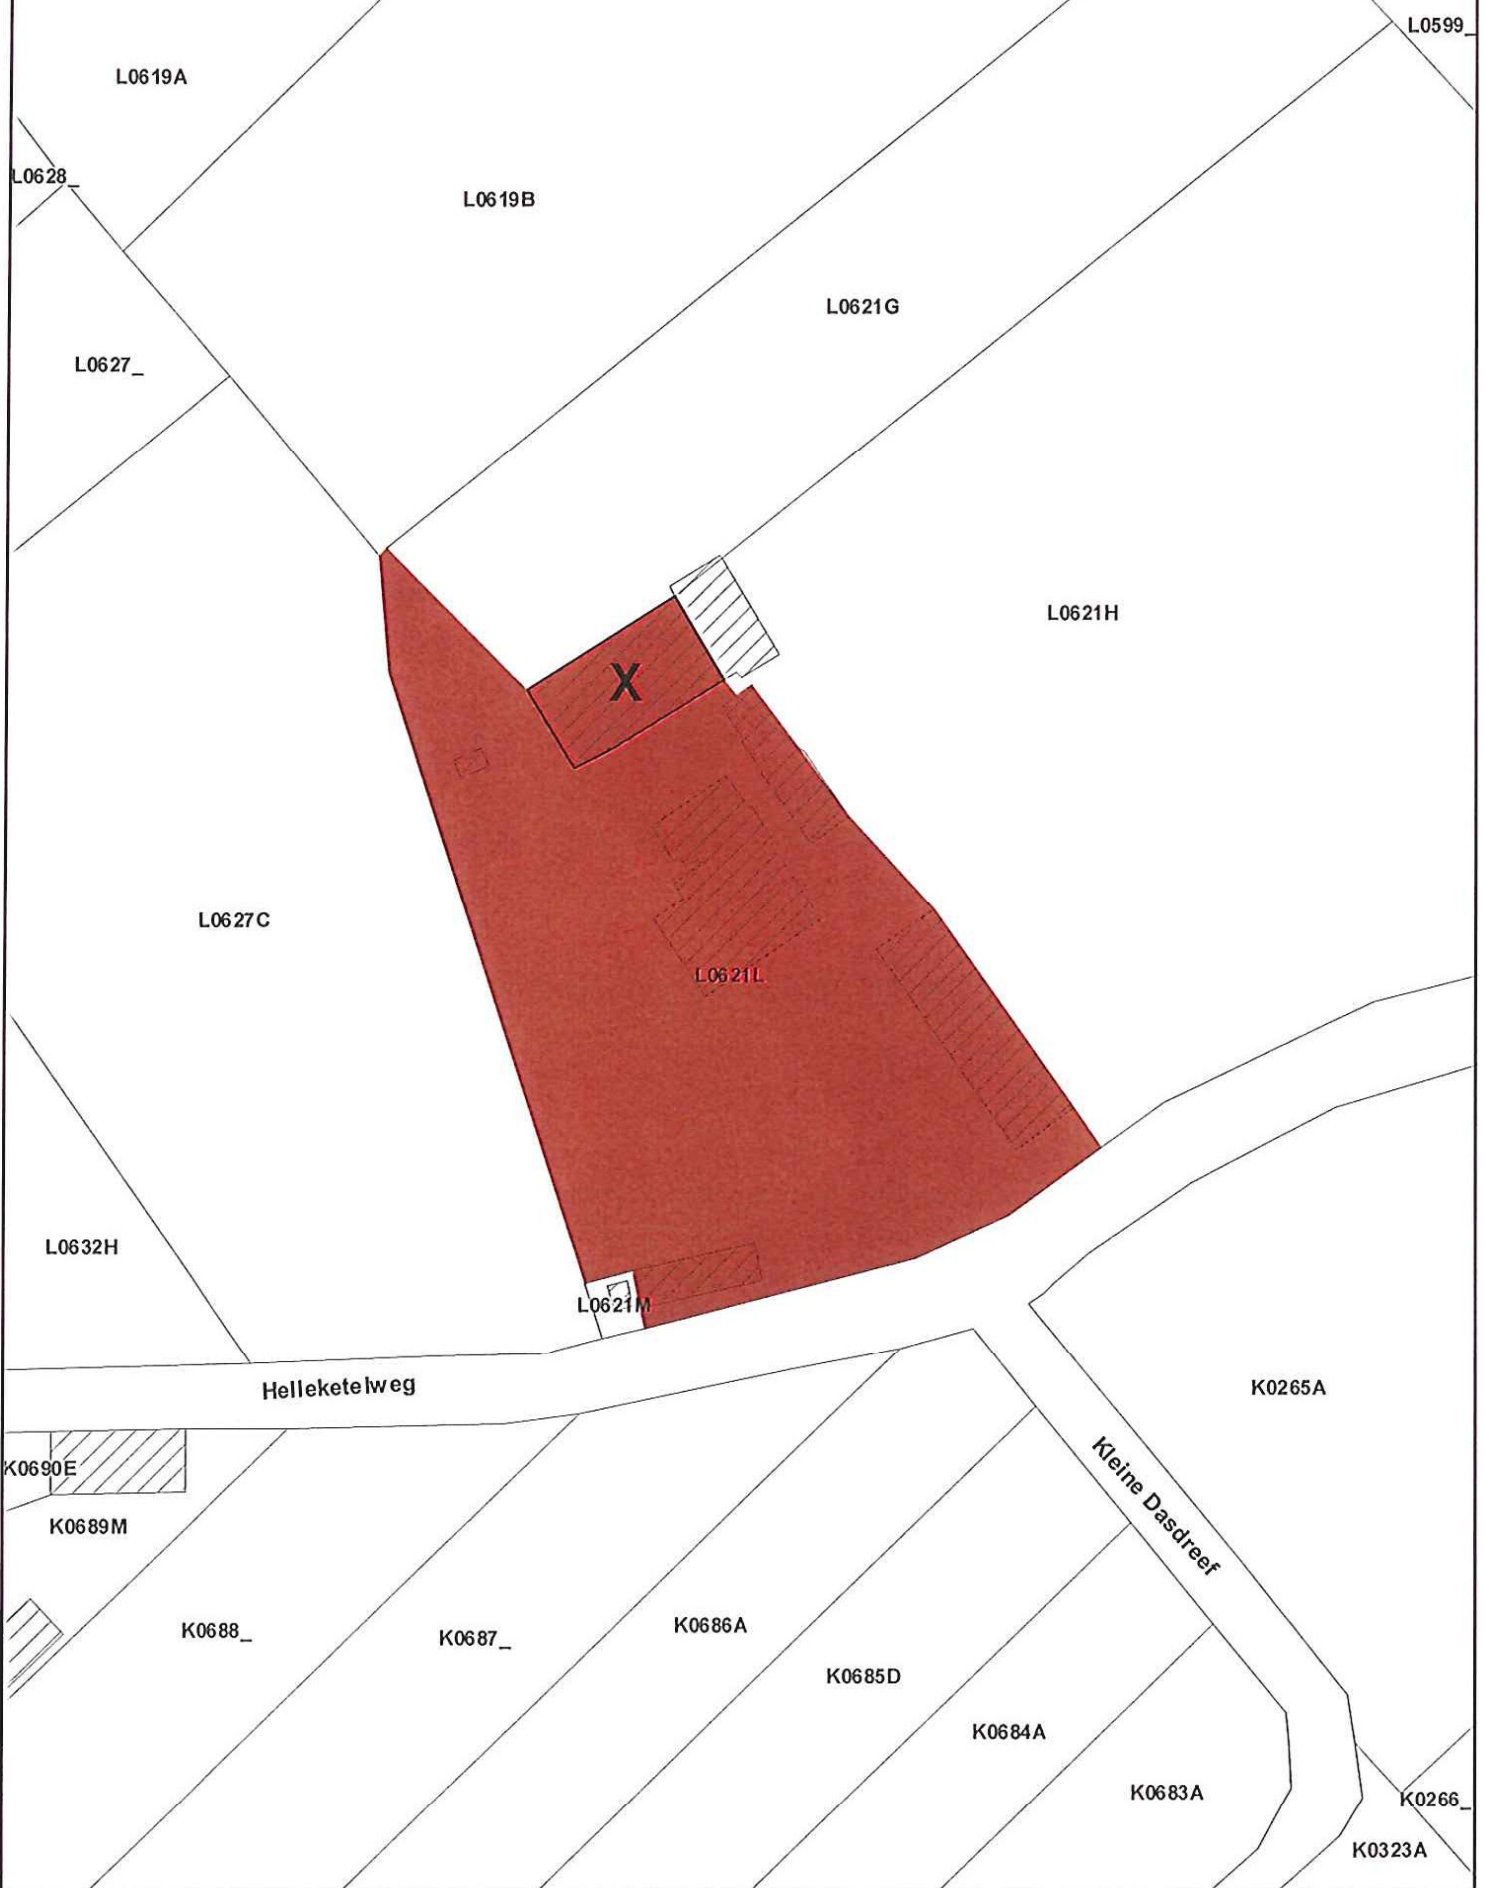 L0599_
L0619A
L0628_
L0619B
L0621G
L0627_
L0621H
X
L0627C
L0621L
L0632H
L0621M
Helleketelweg
K0265A
K0690E
Kleine Dasdreef
K0689M
K0688_
K0687_
K0686A
K0685D
K0684A
K0683A
K0266_
K0323A